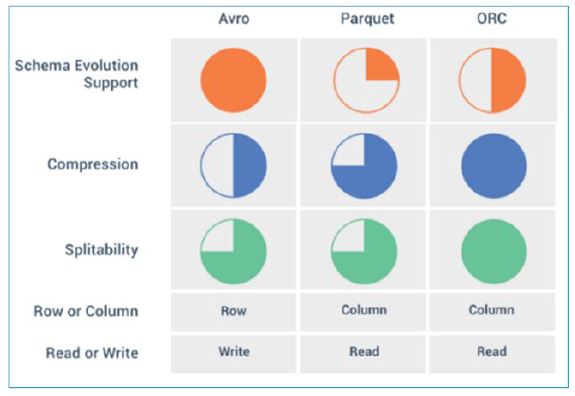 Avro Parquet ORC
Schema Evolution
Support
Compression
Splitability
Row or Column Row Column Column
Read or Write Write Read Read